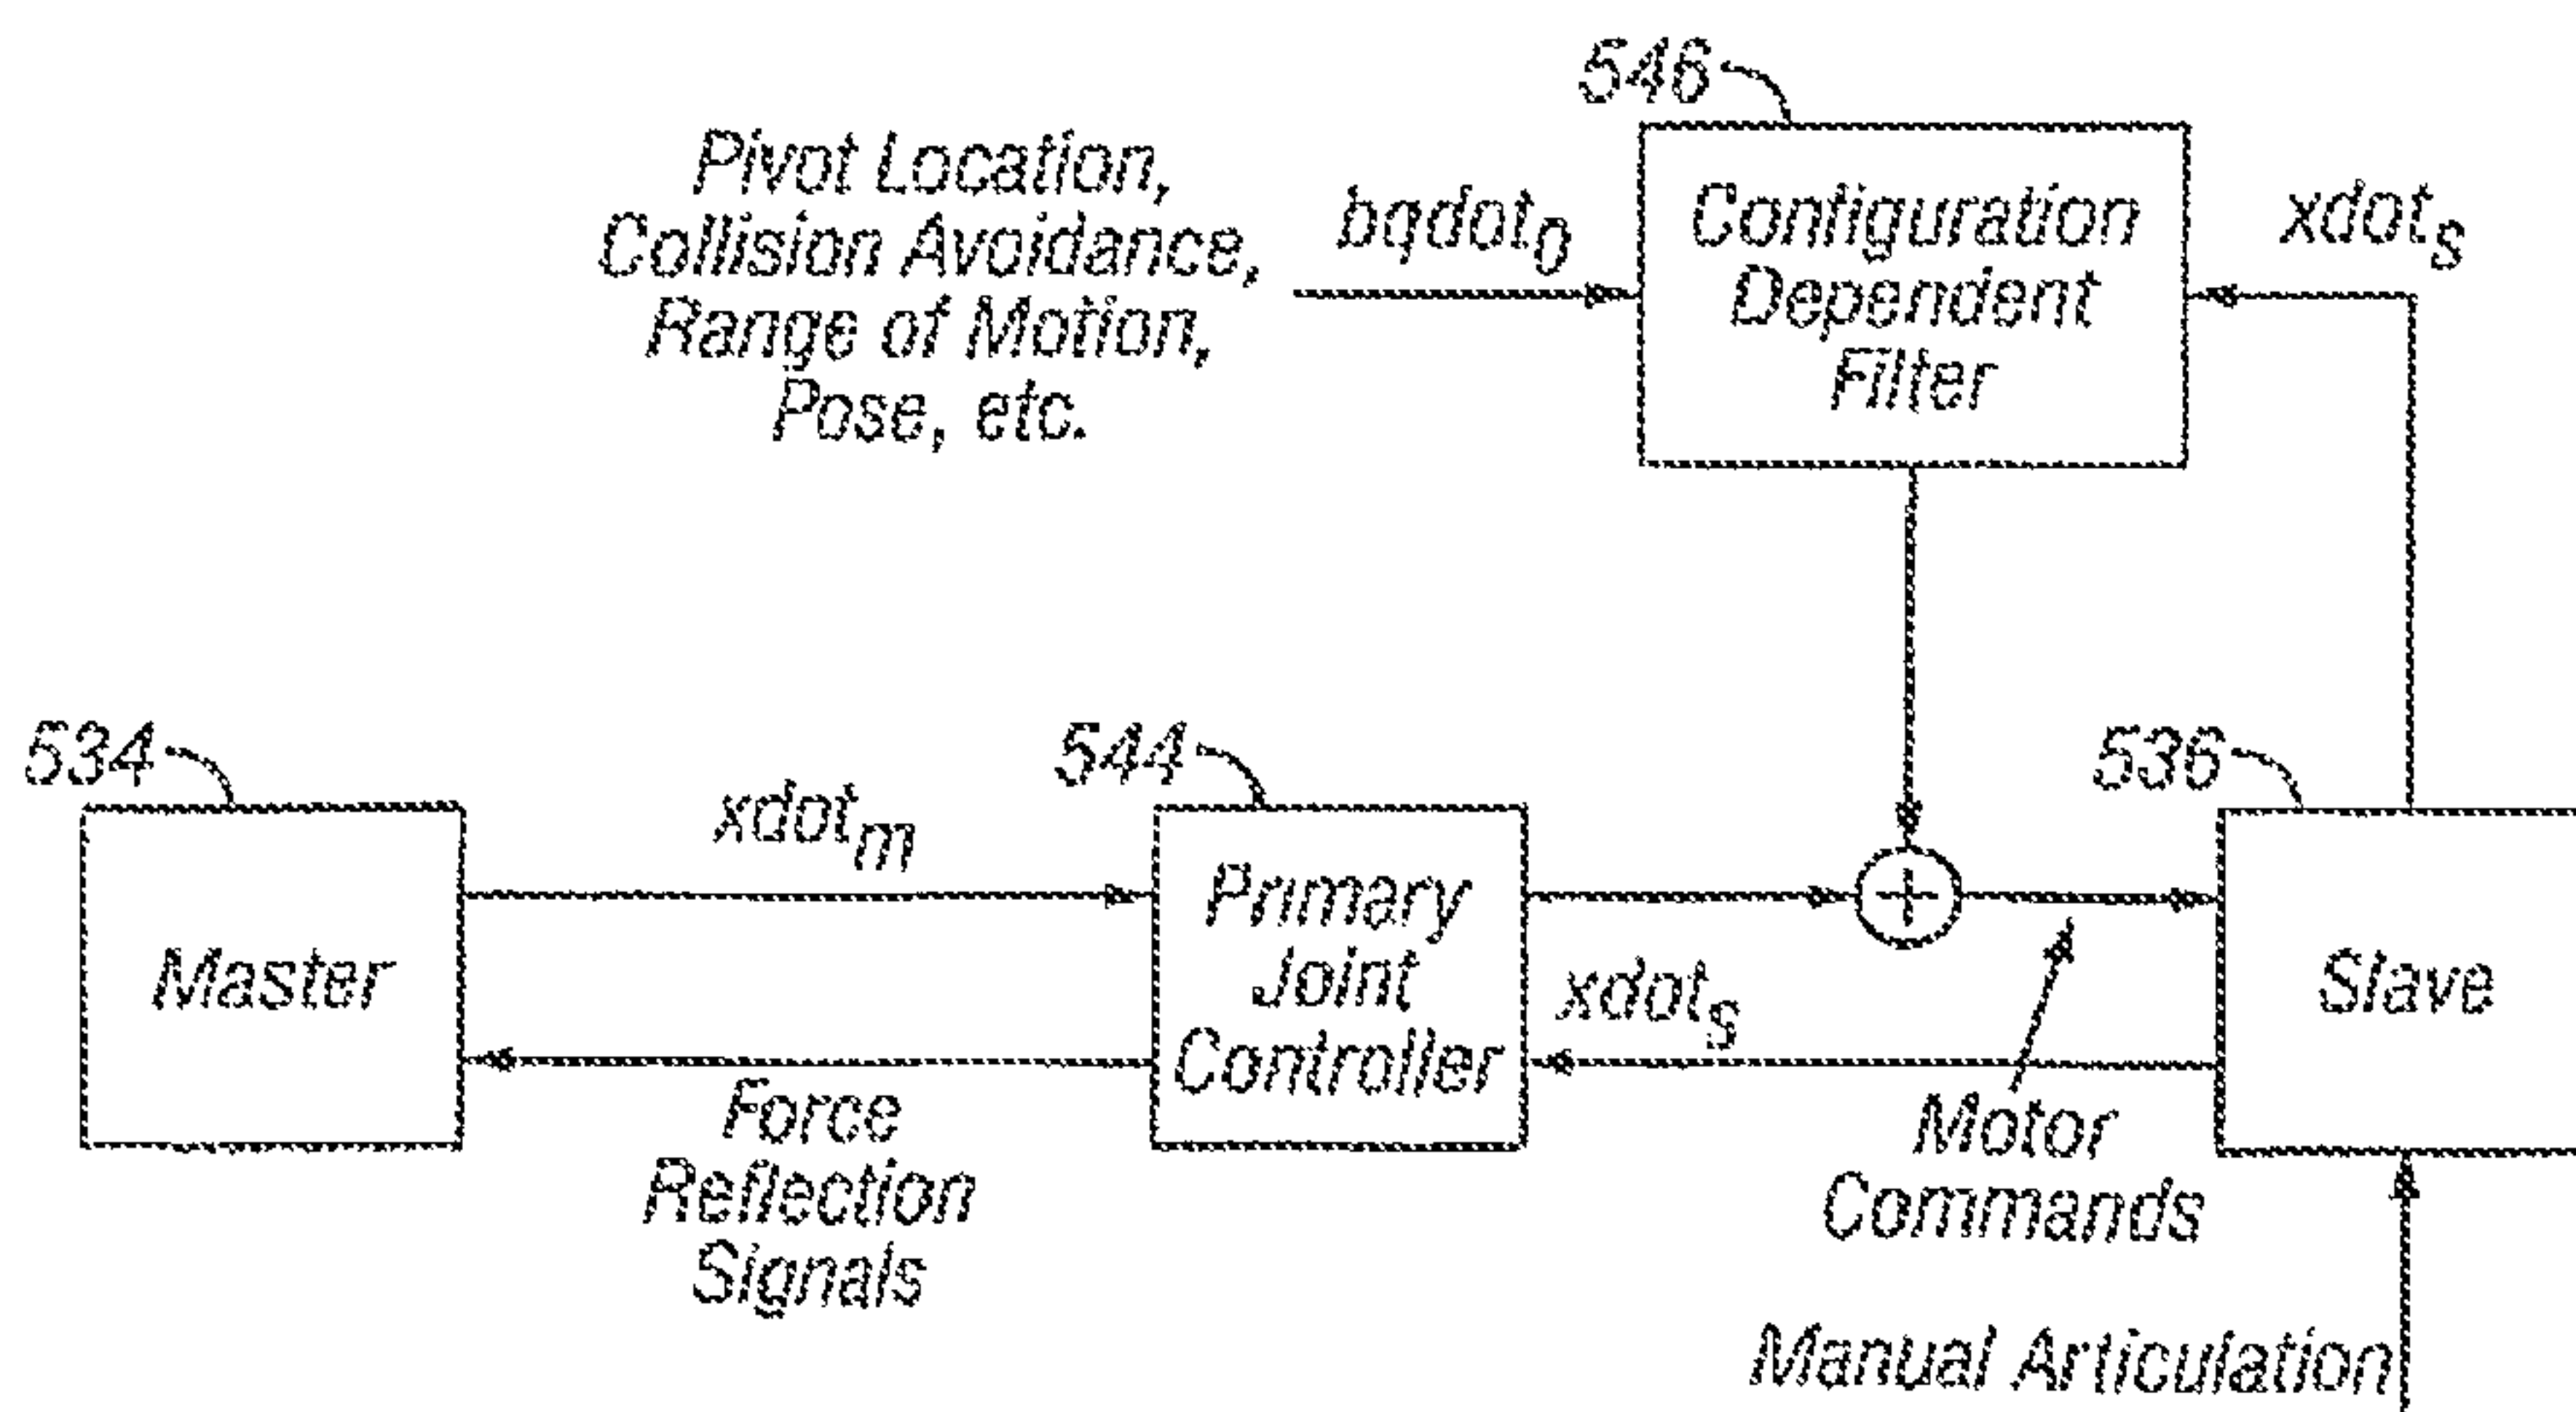 546
Pivot Location,
Collision Avoidance,
Range of Motion,
Pose, etc.
bqdot0
Configuration
Dependent
Filter
xdots
534
544
536
xdotm
Master
Primary
Joint
Controller
xdots
Slave
Force
Reflection
Signals
Motor
Commands
Manual Articulation